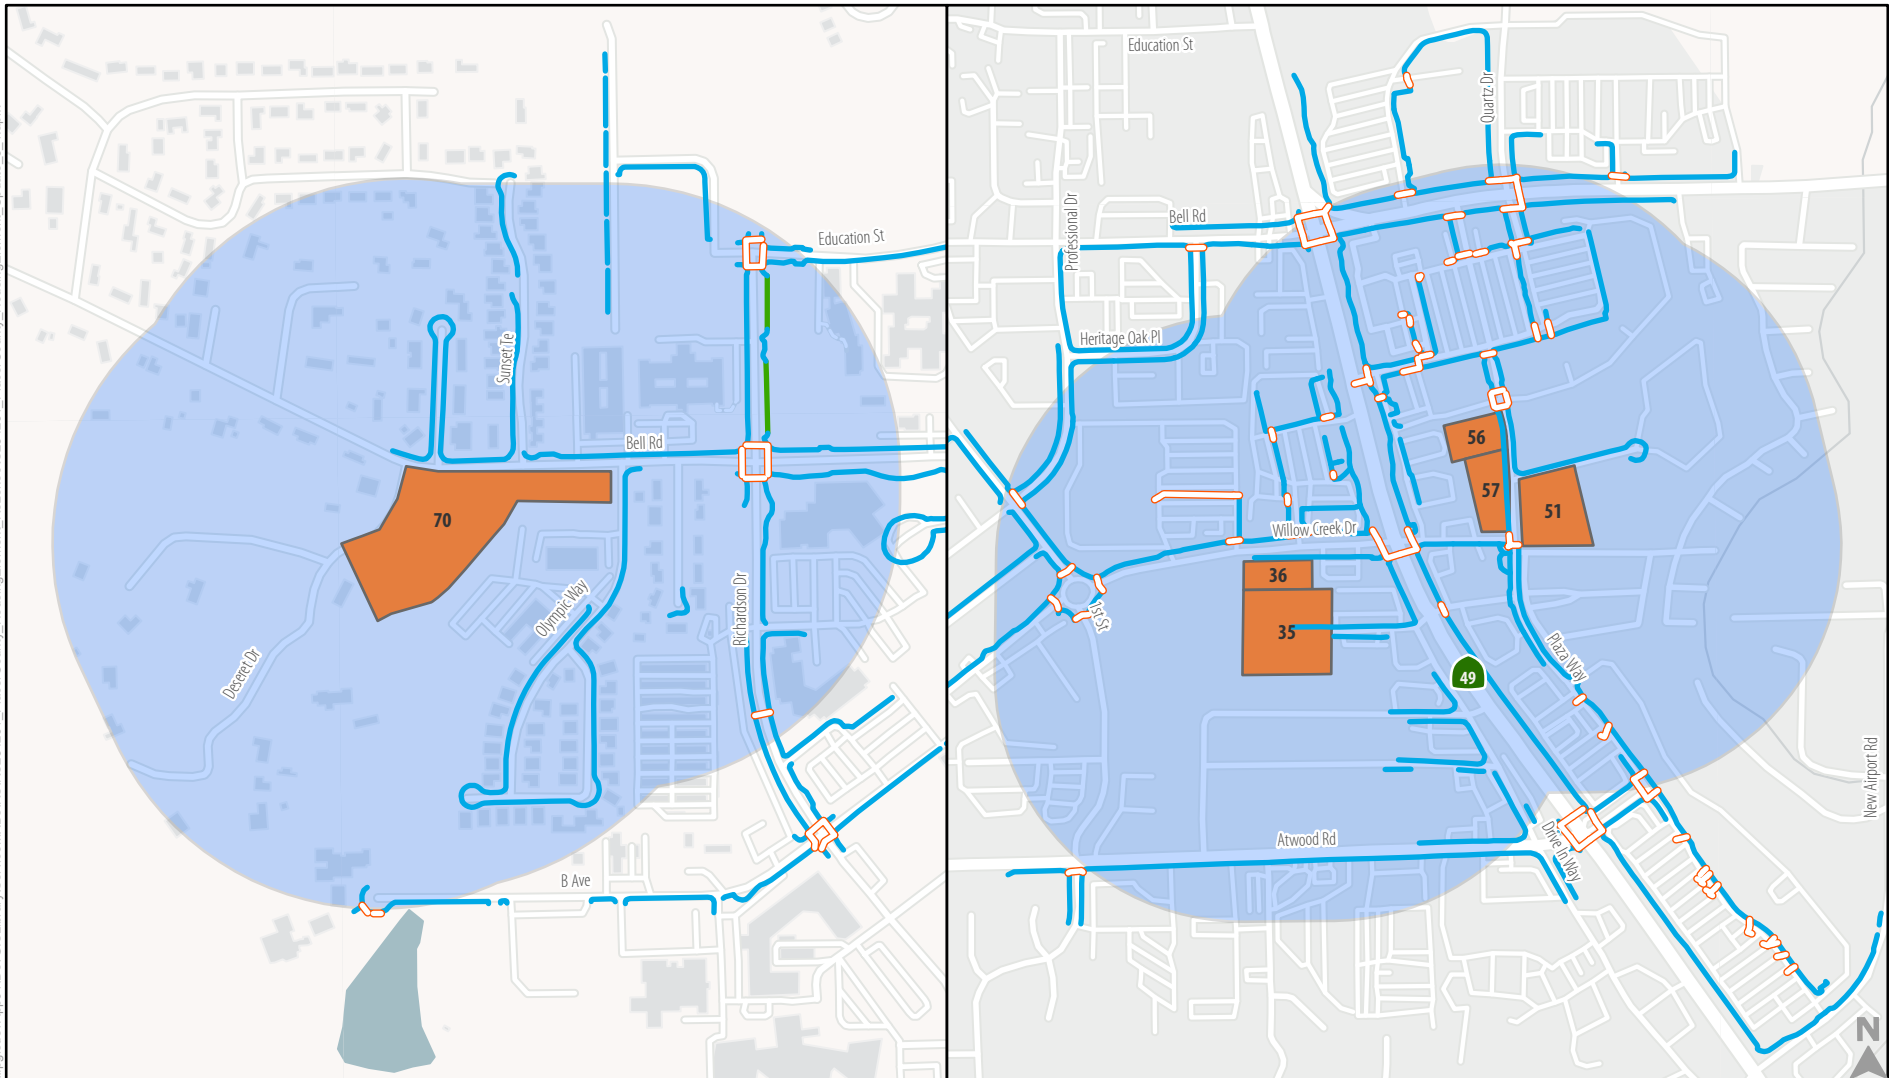 Education St
Sunset Te
Bell Rd
70
Olympic Way
Richardson Dr
Deseret Dr
B Ave
Education St
Quartz Dr
Professional Dr
Bell Rd
Heritage Oak Pl
56
57
51
Willow Creek Dr
36
1st St
35
Plaza Way
49
New Airport Rd
Atwood Rd
Drive In Way
N